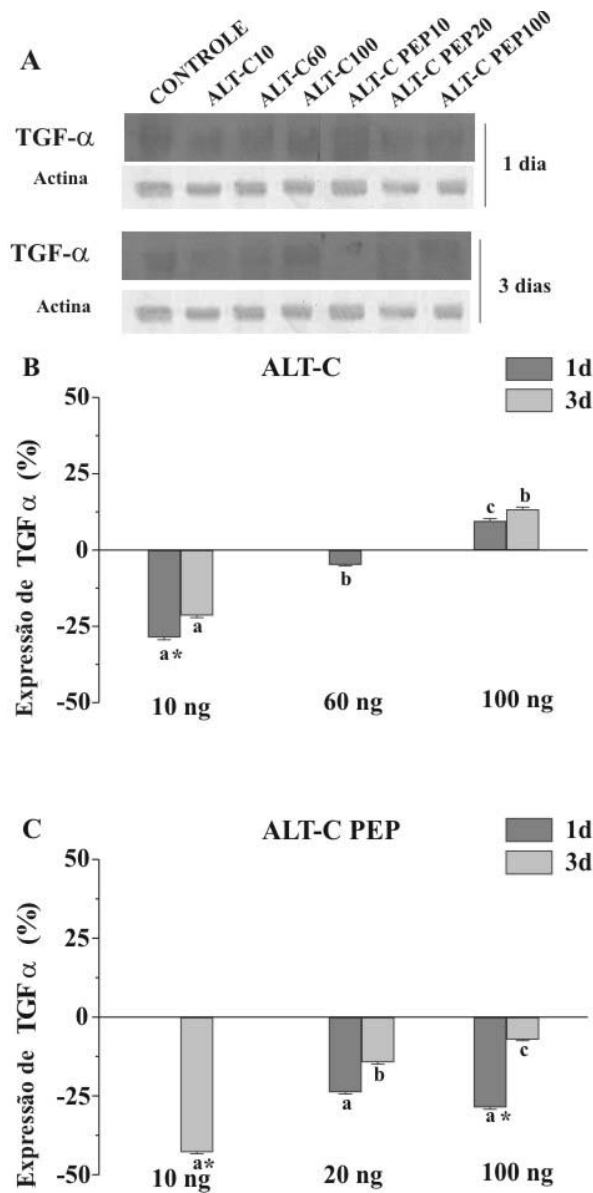 A
CONTROLE
ALT-C10
ALT-C60
ALT-C100
ALT-C PEP10
ALT-C PEP20
ALT-C PEP100
TGF-α
Actina
1 dia
TGF-α
Actina
3 dias
B
ALT-C
1d
3d
Expressão de TGF α (%)
50
25
0
-25
-50
a*
a
b
c
b
10 ng
60 ng
100 ng
C
ALT-C PEP
1d
3d
Expressão de TGF α (%)
50
25
0
-25
-50
a*
a
b
a*
c
10 ng
20 ng
100 ng